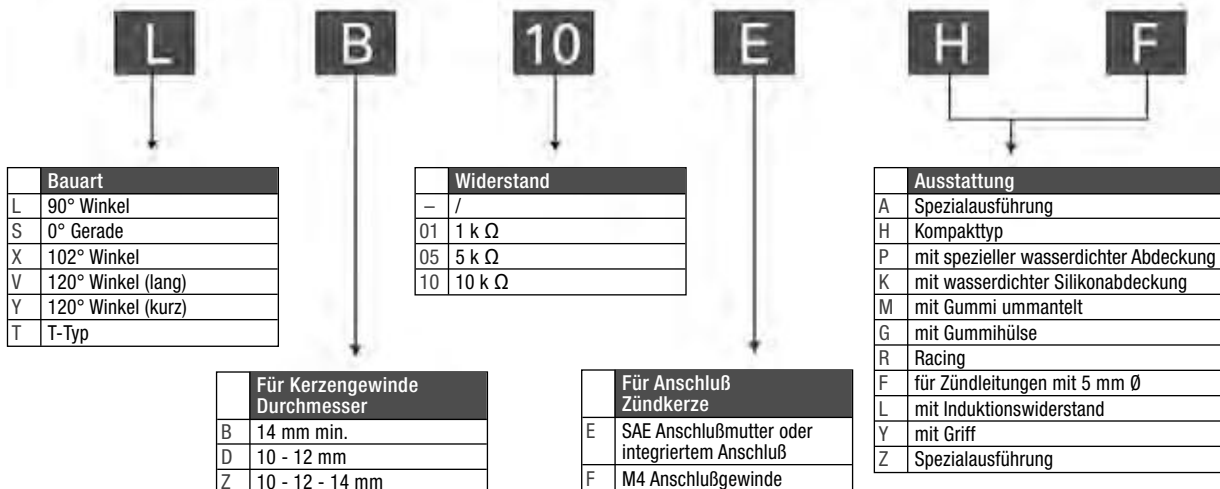 L B 10 E H F
Bauart
L 90° Winkel
S 0° Gerade
X 102° Winkel
V 120° Winkel (lang)
Y 120° Winkel (kurz)
T T-Typ
Für Kerzengewinde
Durchmesser
B 14 mm min.
D 10 - 12 mm
Z 10 - 12 - 14 mm
Widerstand
– /
01 1 k Ω
05 5 k Ω
10 10 k Ω
Für Anschluß
Zündkerze
E SAE Anschlußmutter oder
integriertem Anschluß
F M4 Anschlußgewinde
Ausstattung
A Spezialausführung
H Kompakttyp
P mit spezieller wasserdichter Abdeckung
K mit wasserdichter Silikonabdeckung
M mit Gummi ummantelt
G mit Gummihülse
R Racing
F für Zündleitungen mit 5 mm Ø
L mit Induktionswiderstand
Y mit Griff
Z Spezialausführung